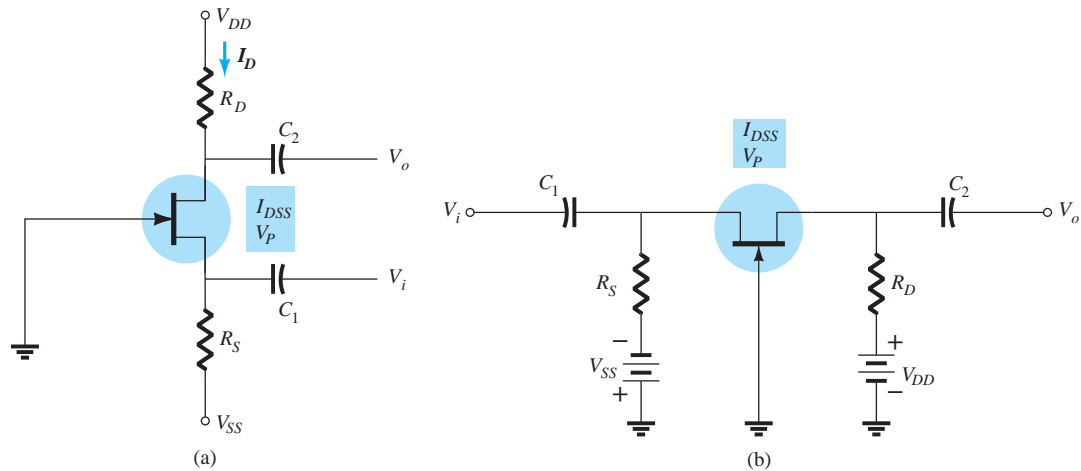 V_DD
I_D
R_D
C_2
V_o
I_DSS
V_P
V_i
C_1
R_S
V_SS
(a)
I_DSS
V_P
C_1
C_2
V_i
V_o
R_S
R_D
-
+
V_SS
V_DD
+
-
(b)